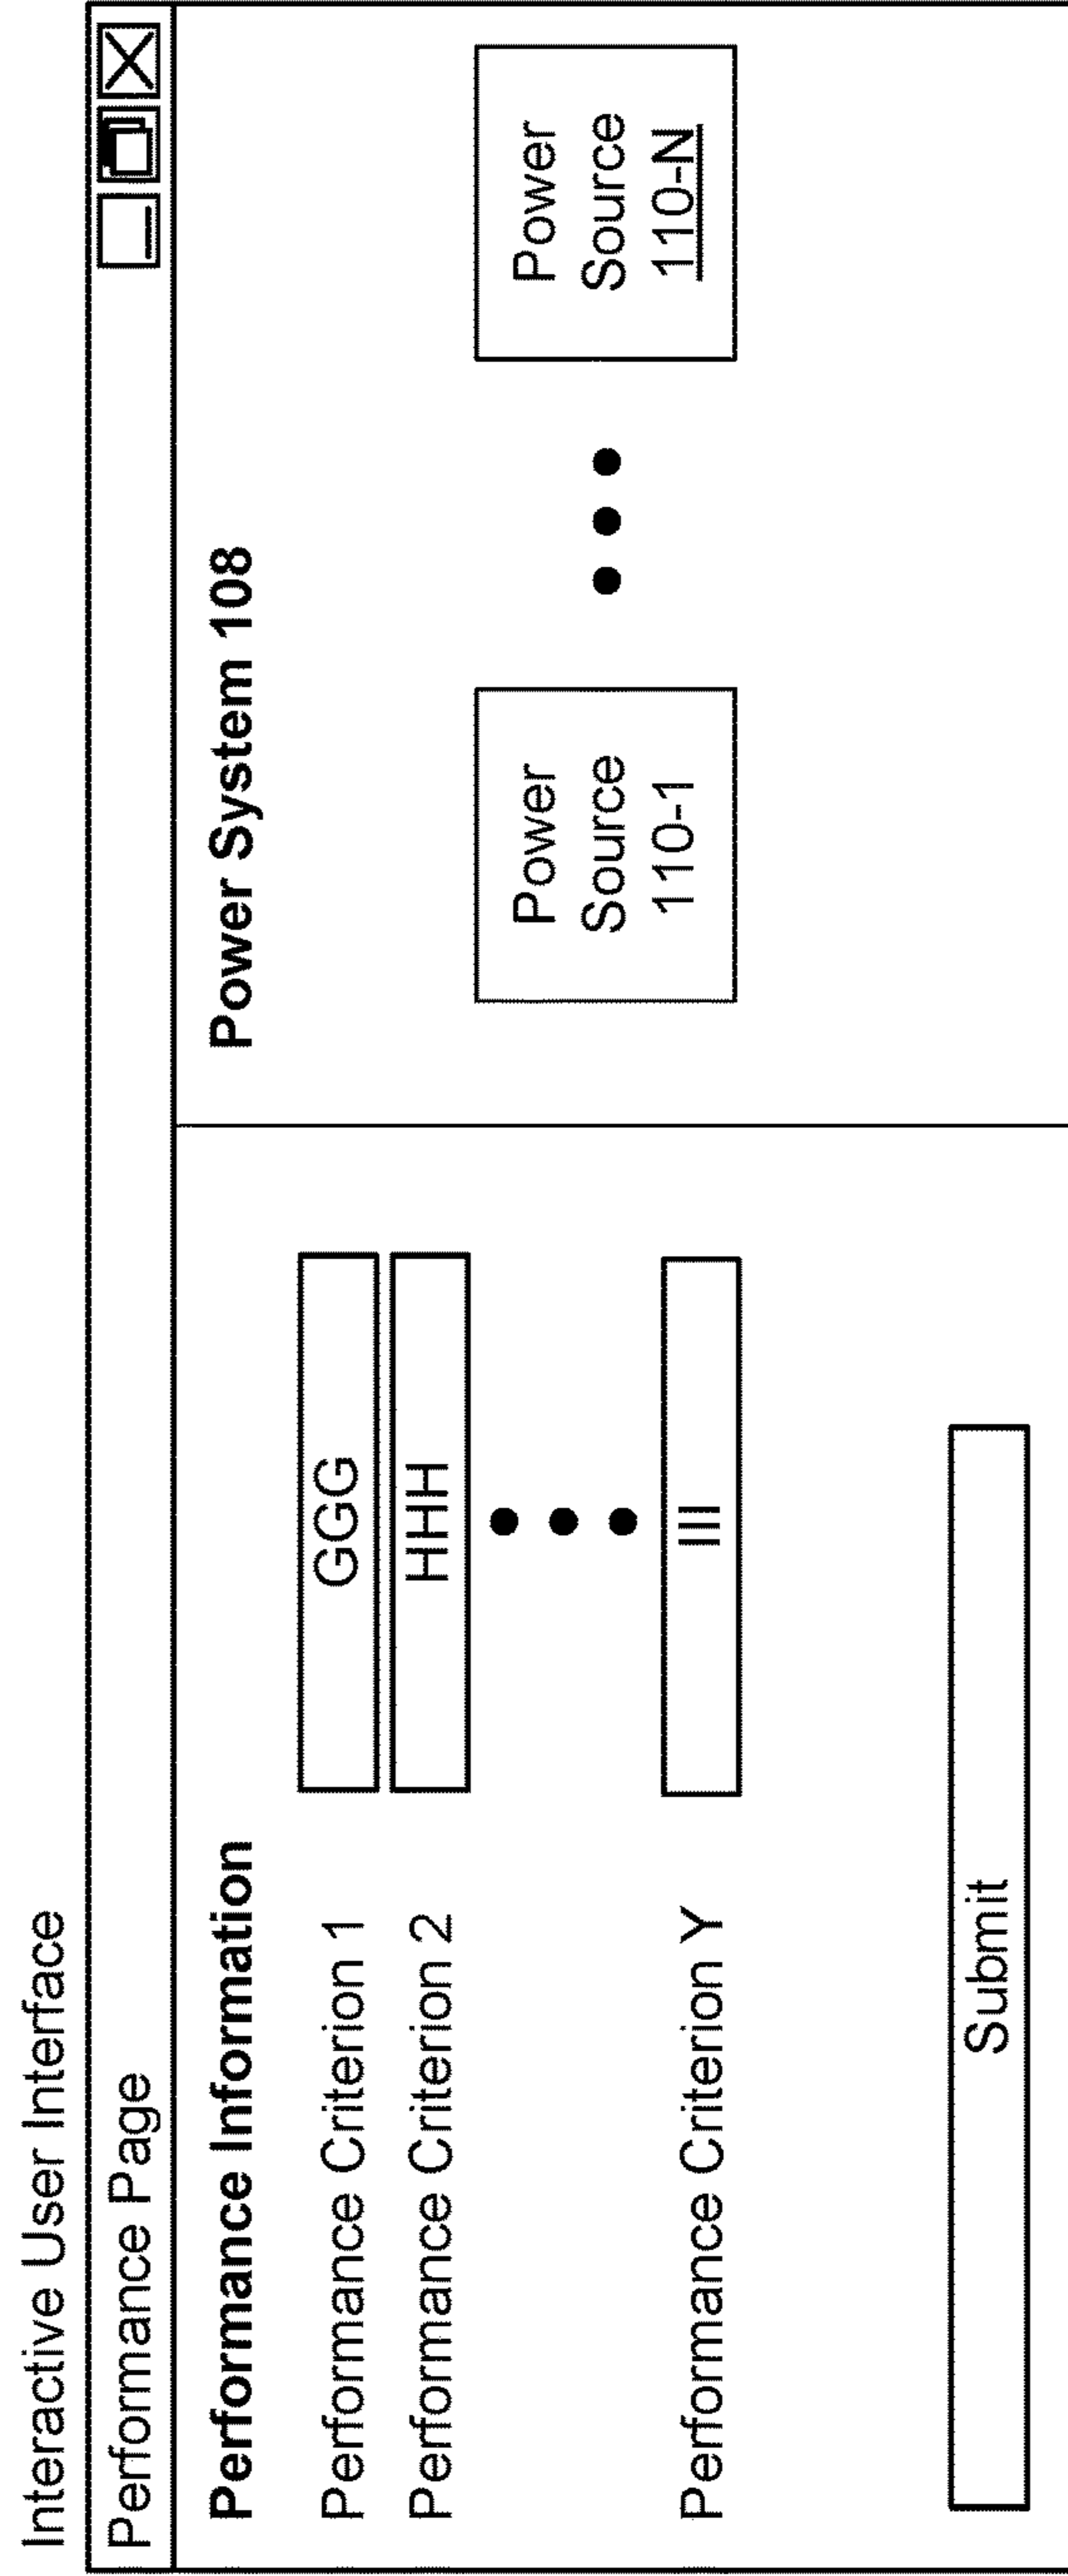 Interactive User Interface
Performance Page
Performance Information
Performance Criterion 1
GGG
Performance Criterion 2
HHH
Performance Criterion Y
III
Submit
Power System 108
Power
Source
110-1
Power
Source
110-N